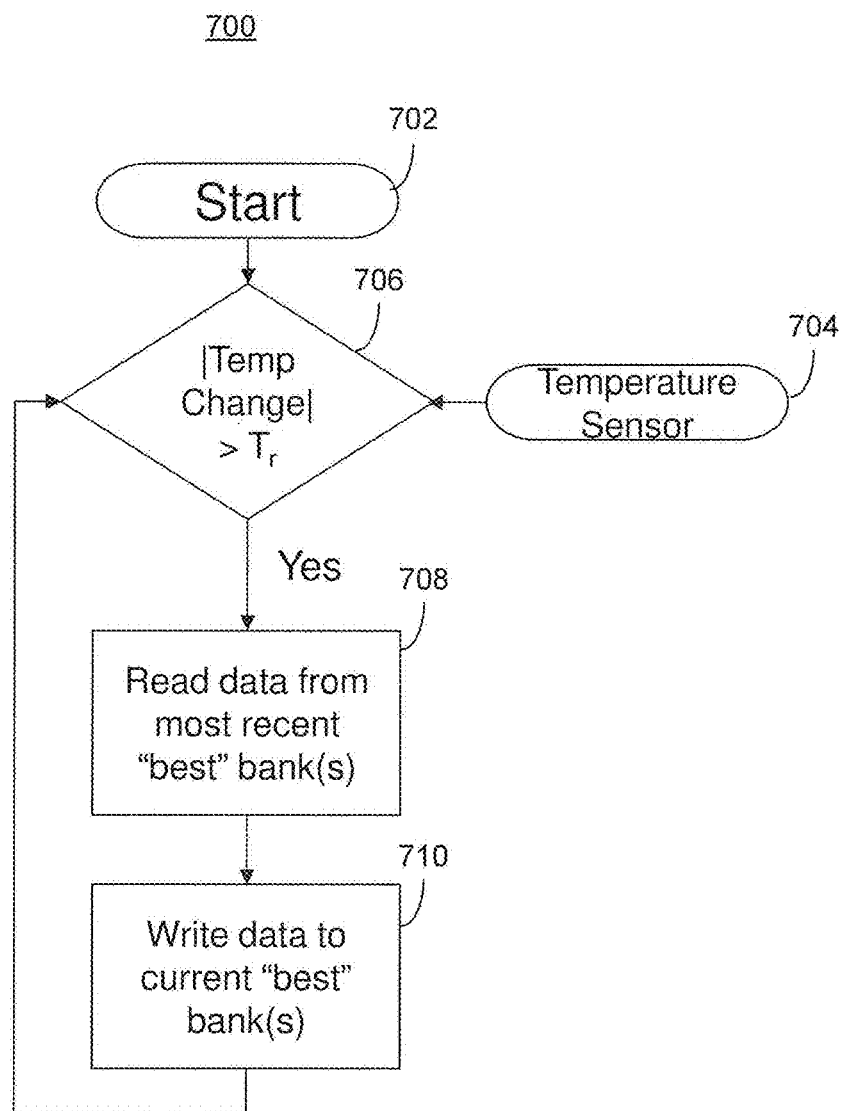 700
702
Start
706
|Temp
Change|
> Tr
704
Temperature
Sensor
Yes
708
Read data from
most recent
“best” bank(s)
710
Write data to
current “best”
bank(s)